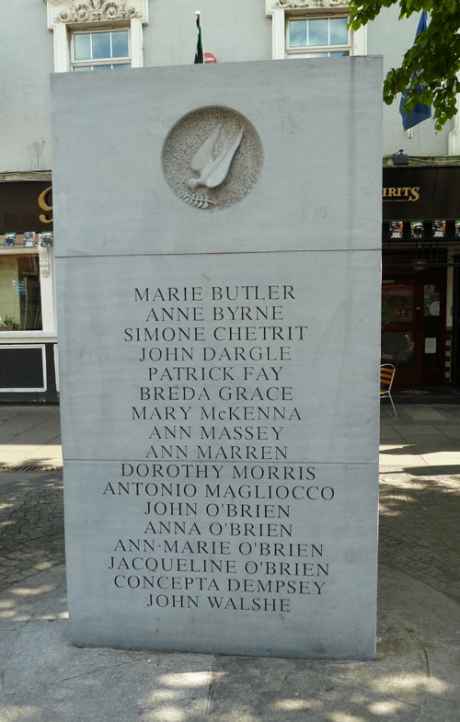 MARIE BUTLER
ANNE BYRNE
SIMONE CHETRIT
JOHN DARGLE
PATRICK FAY
BREDA GRACE
MARY McKENNA
ANN MASSEY
ANN MARREN
DOROTHY MORRIS
ANTONIO MAGLIOCCO
JOHN O'BRIEN
ANNA O'BRIEN
ANN-MARIE O'BRIEN
JACQUELINE O'BRIEN
CONCEPTA DEMPSEY
JOHN WALSHE